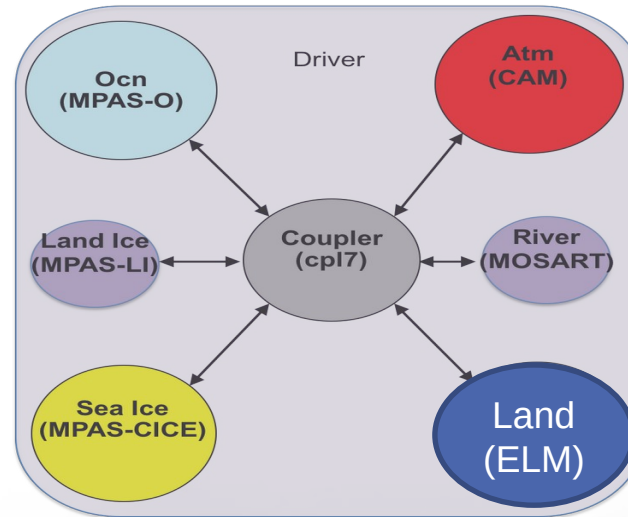 Driver
Ocn
(MPAS-O)
Atm
(CAM)
Land Ice
(MPAS-LI)
Coupler
(cpl7)
River
(MOSART)
Sea Ice
(MPAS-CICE)
Land
(ELM)